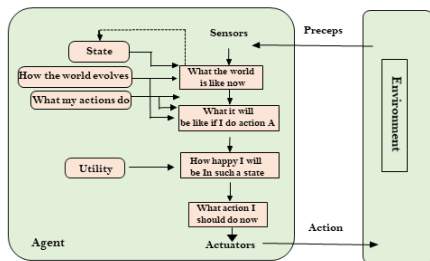 Sensors
Preceps
State
How the world evolves
What the world
is like now
What my actions do
What it will
be like if I do action A
Environment
How happy I will
be In such a state
Utility
What action I
should do now
Action
Agent
Actuators